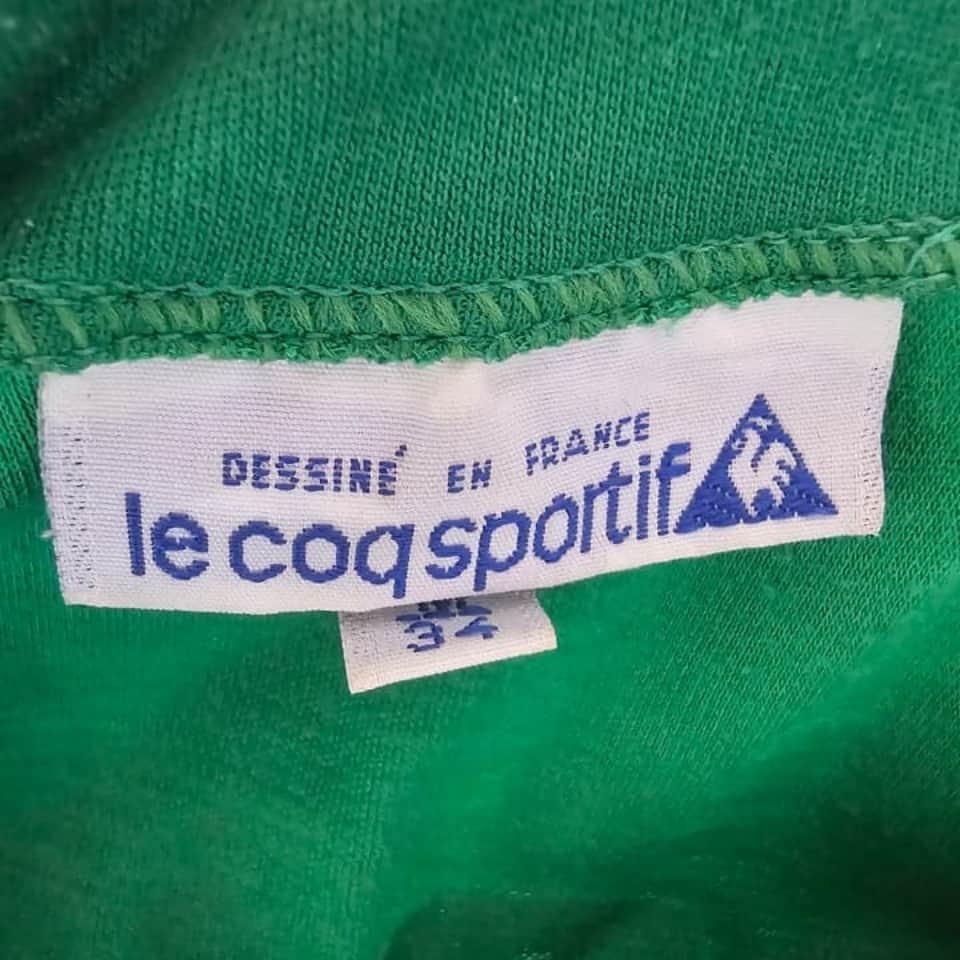 DESSINÉ EN FRANCE
le coq sportif
34